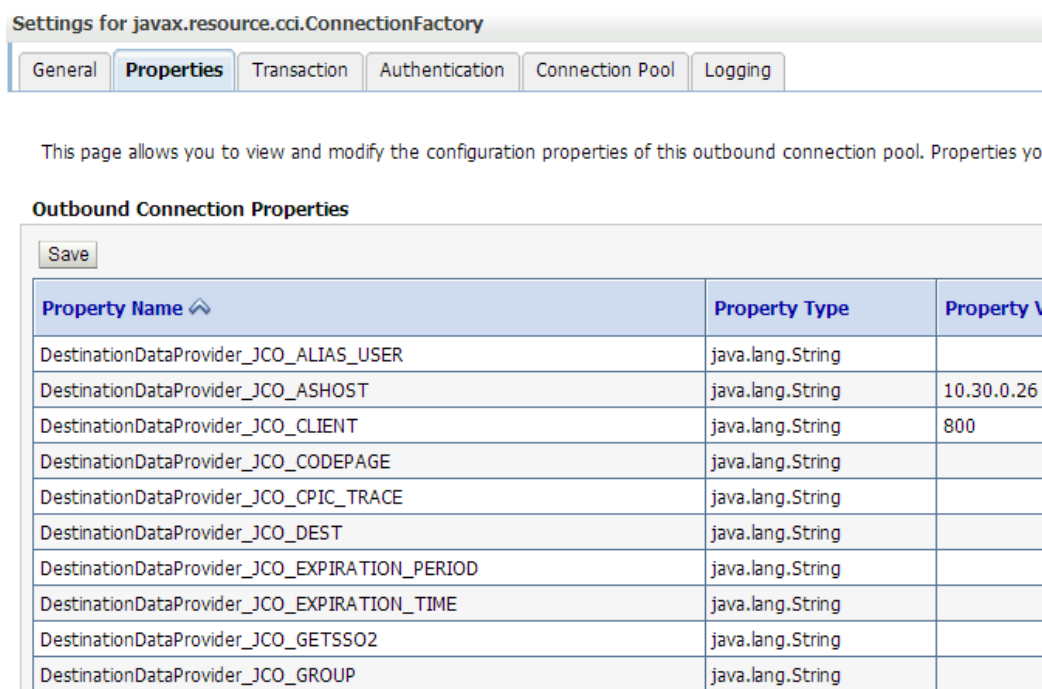 Settings for javax.resource.cci.ConnectionFactory
General Properties Transaction Authentication Connection Pool Logging
This page allows you to view and modify the configuration properties of this outbound connection pool. Properties yo
Outbound Connection Properties
Save
Property Name Property Type Property V
DestinationDataProvider_JCO_ALIAS_USER java.lang.String
DestinationDataProvider_JCO_ASHOST java.lang.String 10.30.0.26
DestinationDataProvider_JCO_CLIENT java.lang.String 800
DestinationDataProvider_JCO_CODEPAGE java.lang.String
DestinationDataProvider_JCO_CPIC_TRACE java.lang.String
DestinationDataProvider_JCO_DEST java.lang.String
DestinationDataProvider_JCO_EXPIRATION_PERIOD java.lang.String
DestinationDataProvider_JCO_EXPIRATION_TIME java.lang.String
DestinationDataProvider_JCO_GETSSO2 java.lang.String
DestinationDataProvider_JCO_GROUP java.lang.String